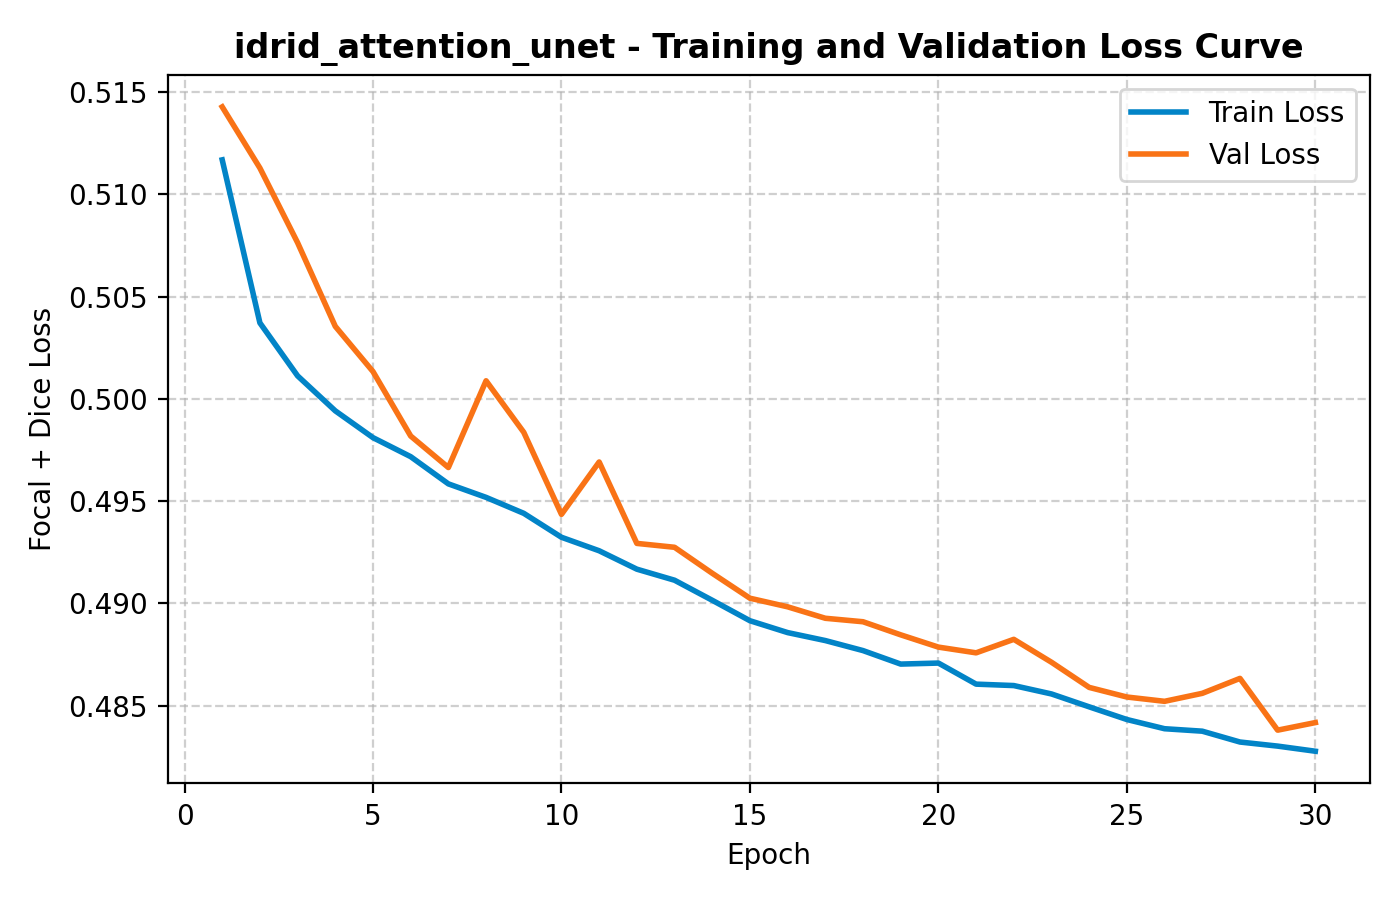 idrid_attention_unet - Training and Validation Loss Curve
Train Loss
Val Loss
Focal + Dice Loss
0.515
0.510
0.505
0.500
0.495
0.490
0.485
0 5 10 15 20 25 30
Epoch